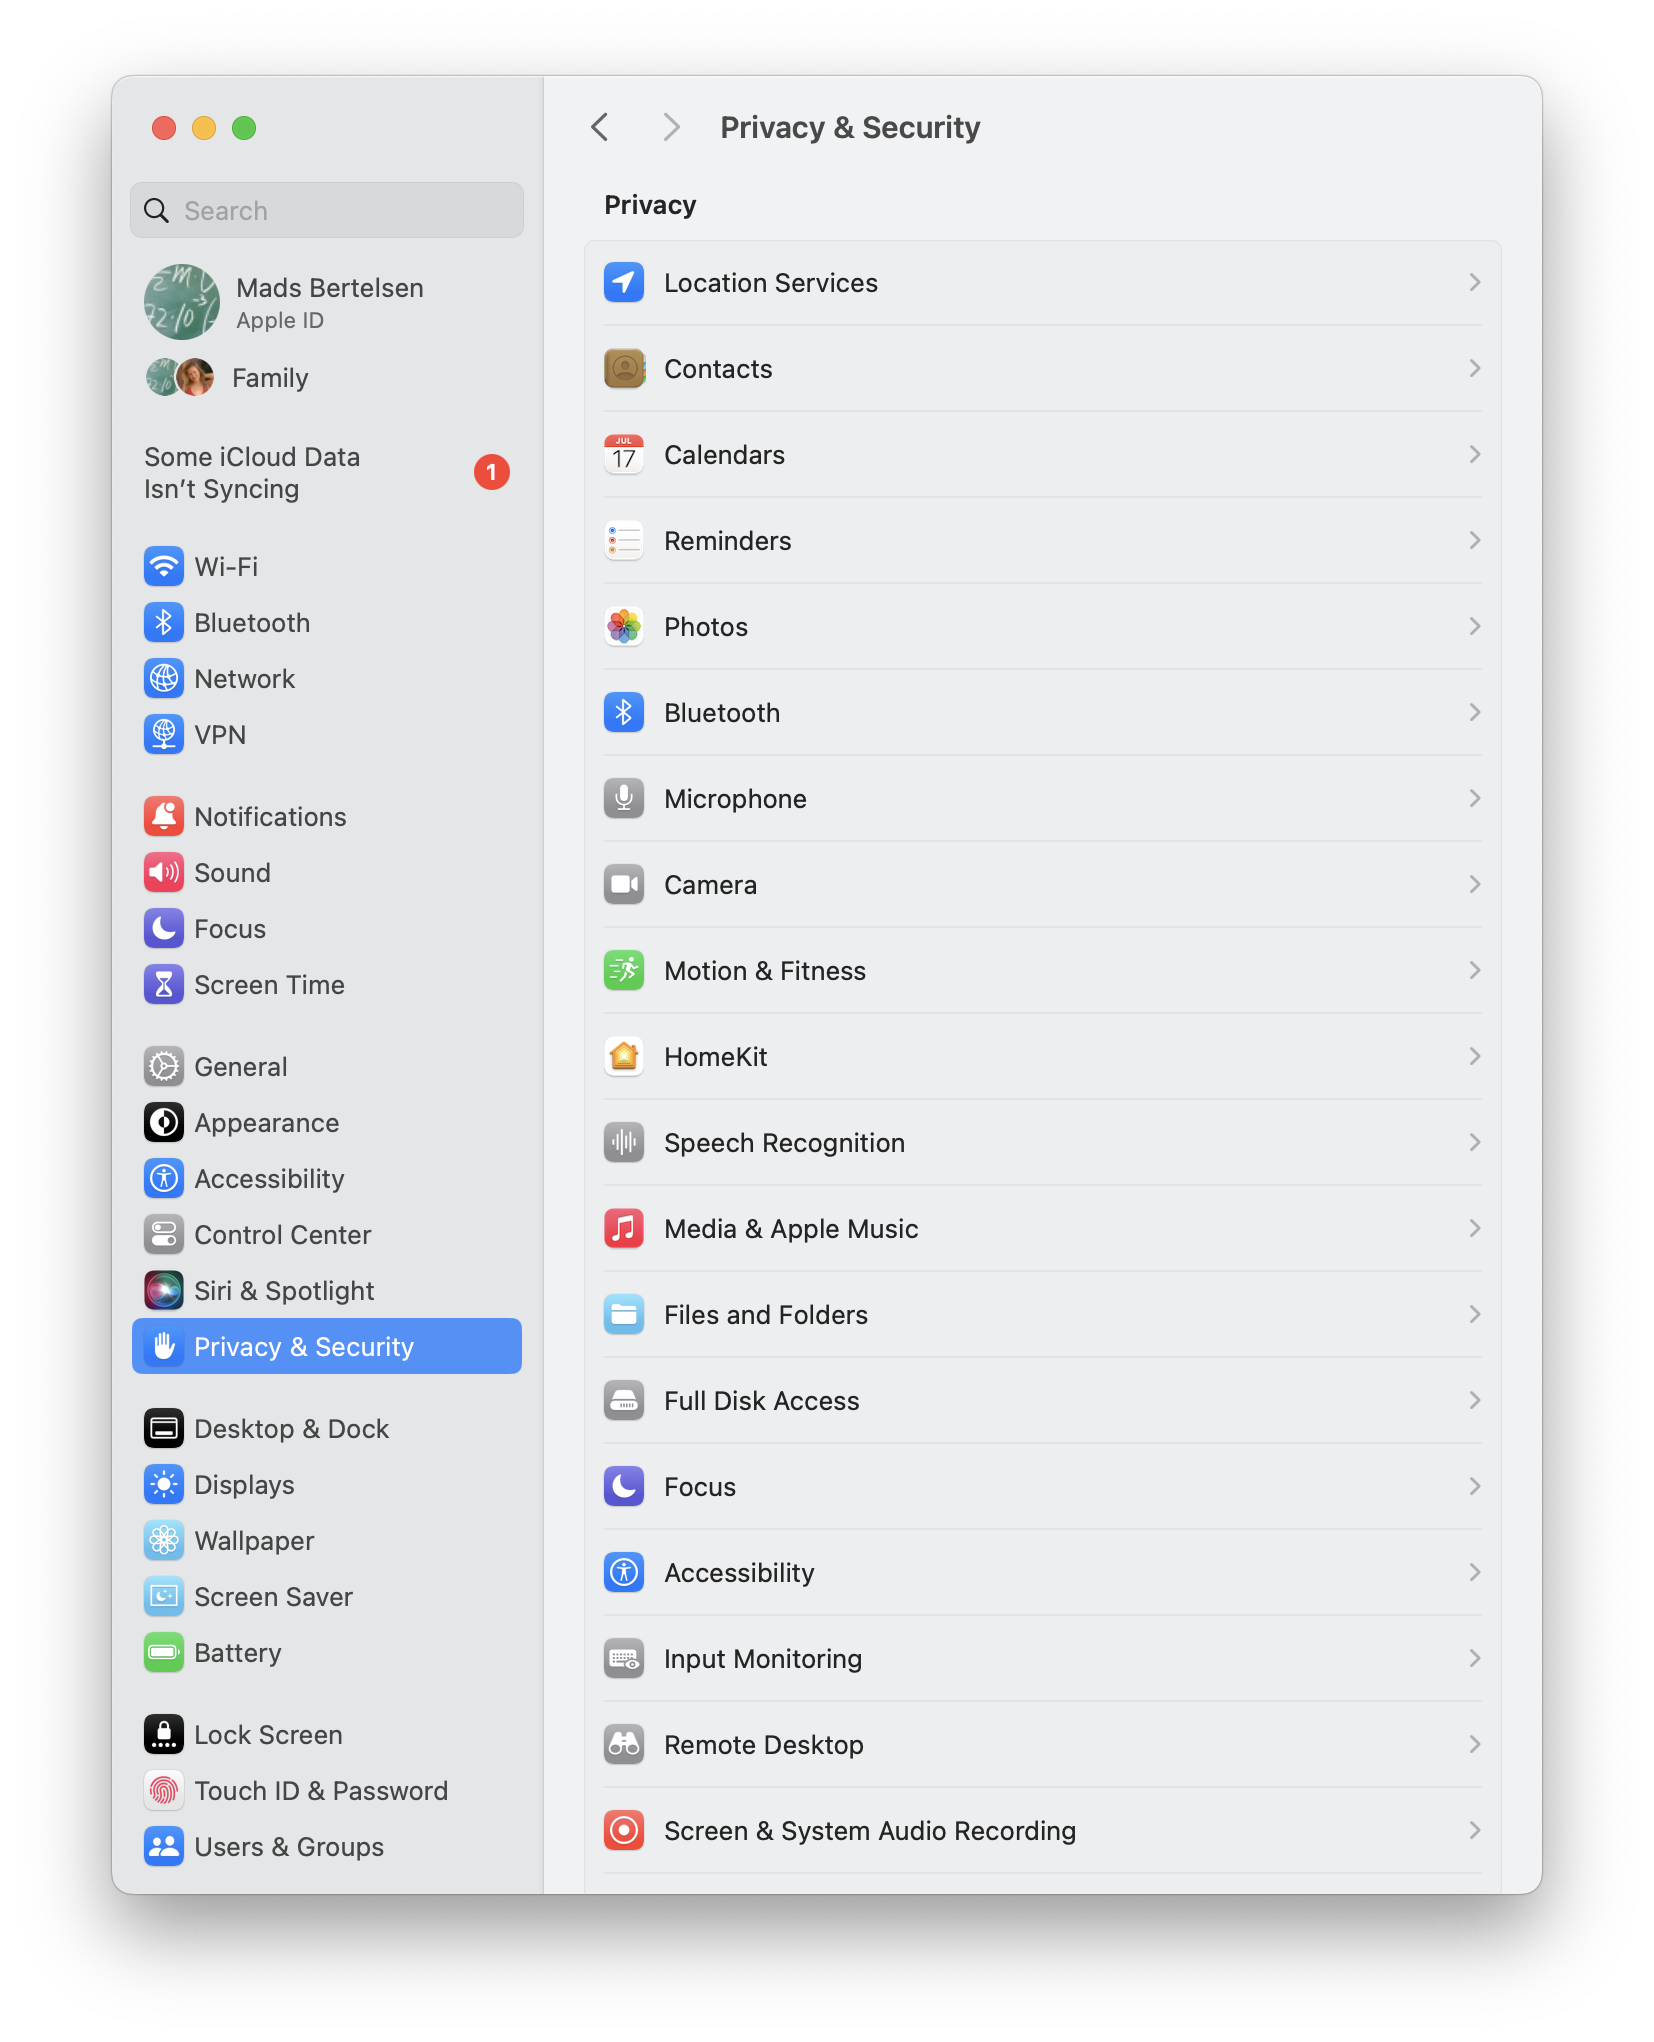 Search
Mads Bertelsen
Apple ID
Family
Some iCloud Data
Isn’t Syncing
1
Wi-Fi
Bluetooth
Network
VPN
Notifications
Sound
Focus
Screen Time
General
Appearance
Accessibility
Control Center
Siri & Spotlight
Privacy & Security
Desktop & Dock
Displays
Wallpaper
Screen Saver
Battery
Lock Screen
Touch ID & Password
Users & Groups
Privacy & Security
Privacy
Location Services
Contacts
JUL
17
Calendars
Reminders
Photos
Bluetooth
Microphone
Camera
Motion & Fitness
HomeKit
Speech Recognition
Media & Apple Music
Files and Folders
Full Disk Access
Focus
Accessibility
Input Monitoring
Remote Desktop
Screen & System Audio Recording